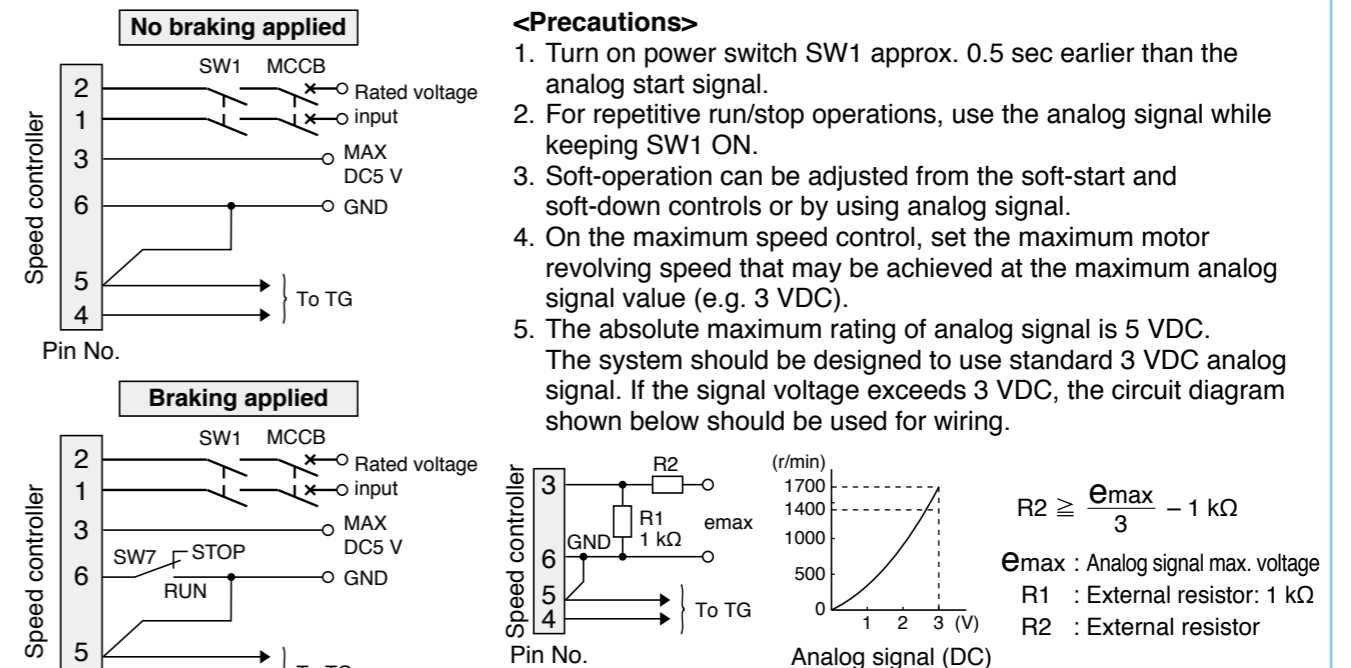 No braking applied
SW1 MCCB
2
Rated voltage
1
input
3
MAX
DC5 V
6
GND
5
To TG
4
Speed controller
Pin No.
Braking applied
SW1 MCCB
2
Rated voltage
1
input
3
MAX
DC5 V
SW7 STOP
6
GND
RUN
5
Speed controller
<Precautions>
1. Turn on power switch SW1 approx. 0.5 sec earlier than the
analog start signal.
2. For repetitive run/stop operations, use the analog signal while
keeping SW1 ON.
3. Soft-operation can be adjusted from the soft-start and
soft-down controls or by using analog signal.
4. On the maximum speed control, set the maximum motor
revolving speed that may be achieved at the maximum analog
signal value (e.g. 3 VDC).
5. The absolute maximum rating of analog signal is 5 VDC.
The system should be designed to use standard 3 VDC analog
signal. If the signal voltage exceeds 3 VDC, the circuit diagram
shown below should be used for wiring.
Speed controller
R2
3
R1
1 kΩ
emax
GND
6
5
4
To TG
Pin No.
(r/min)
1700
1400
1000
500
0
1 2 3 (V)
Analog signal (DC)
R2 ≧ emax/3 – 1 kΩ
emax : Analog signal max. voltage
R1 : External resistor: 1 kΩ
R2 : External resistor